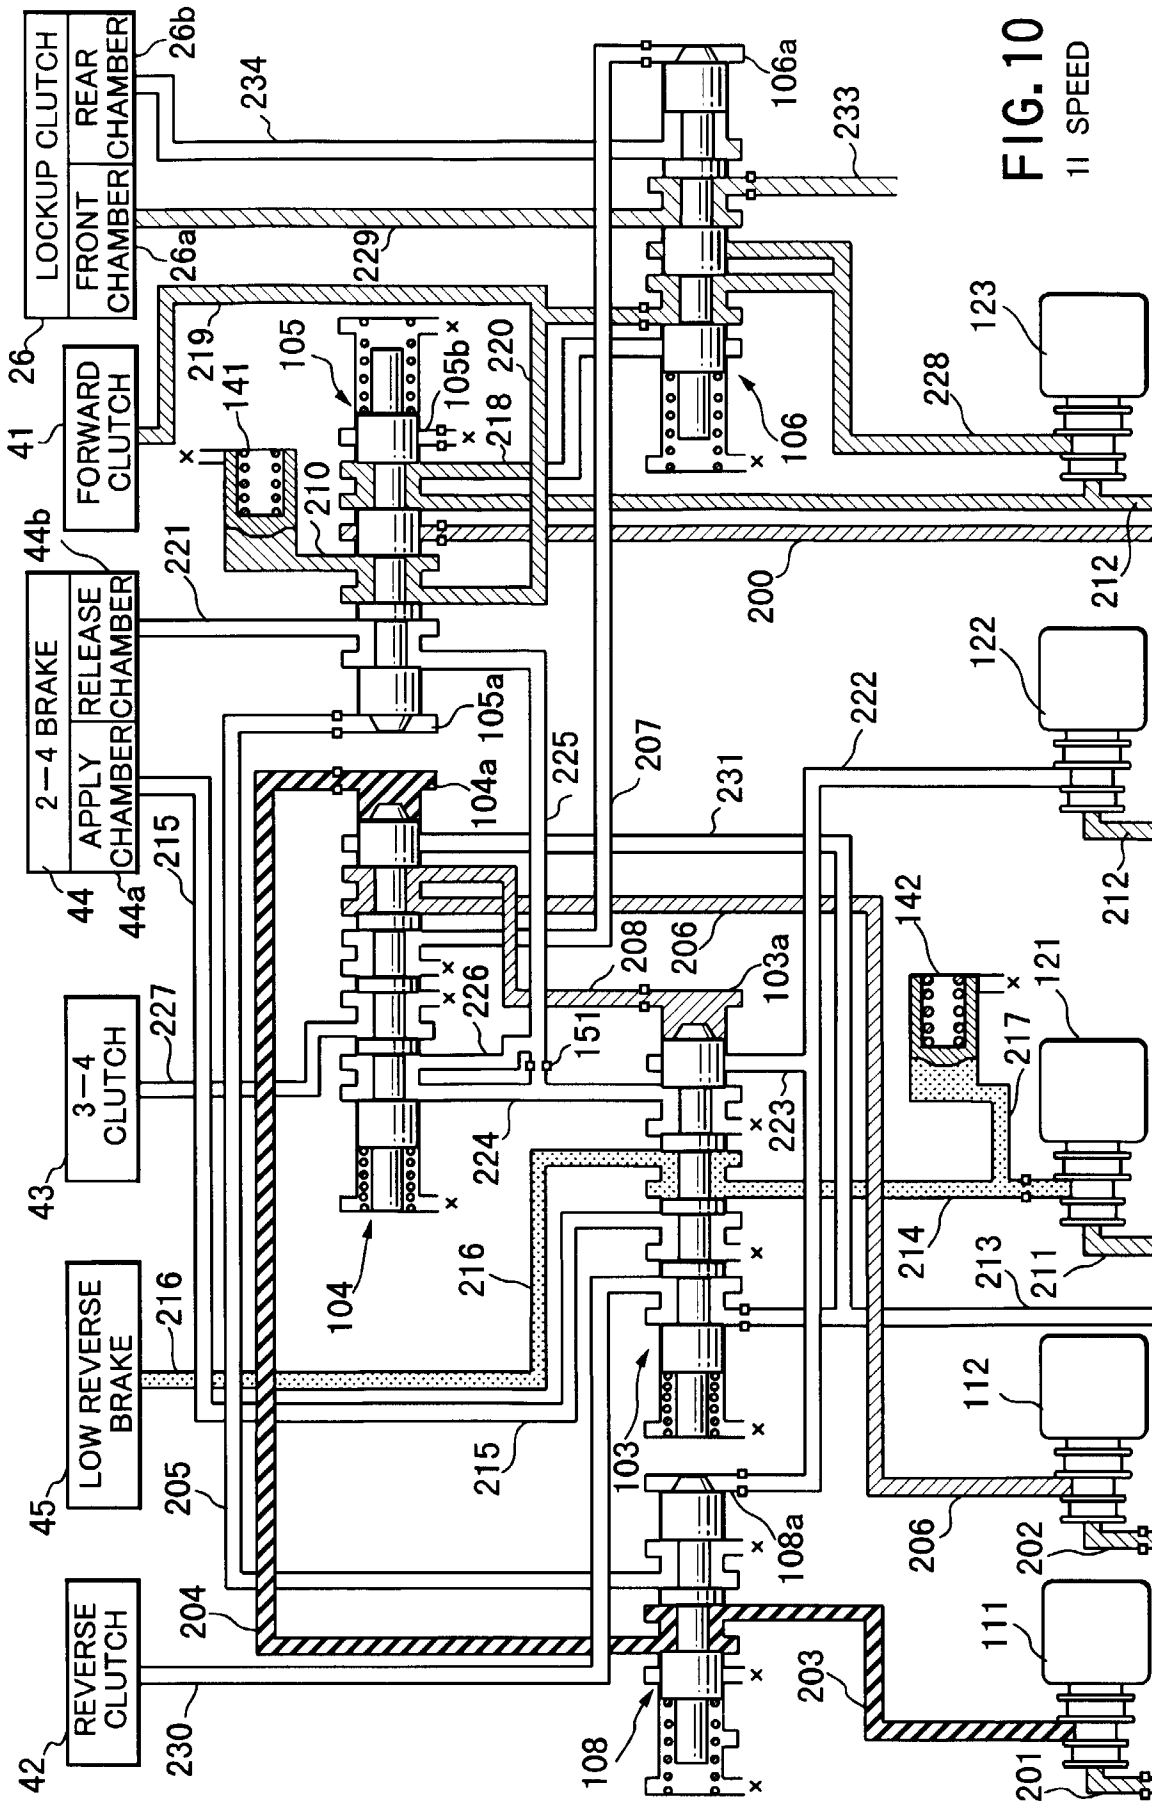 FIG. 10
1I SPEED
42
REVERSE
CLUTCH
45
LOW REVERSE
BRAKE
43
3–4
CLUTCH
44
2–4 BRAKE
APPLY
CHAMBER
RELEASE
CHAMBER
44a
44b
41
FORWARD
CLUTCH
26
LOCKUP CLUTCH
FRONT
CHAMBER
REAR
CHAMBER
26a
26b
230
204
205
216
227
215
221
219
141
229
234
210
105
105b
x
x
x
218
220
105a
104a
104
x
x
x
226
225
207
106a
106
x
233
216
215
224
151
208
206
231
222
228
103a
103
x
x
x
223
108
x
x
x
108a
142
x
217
200
203
206
214
213
212
212
211
202
201
111
112
121
122
123